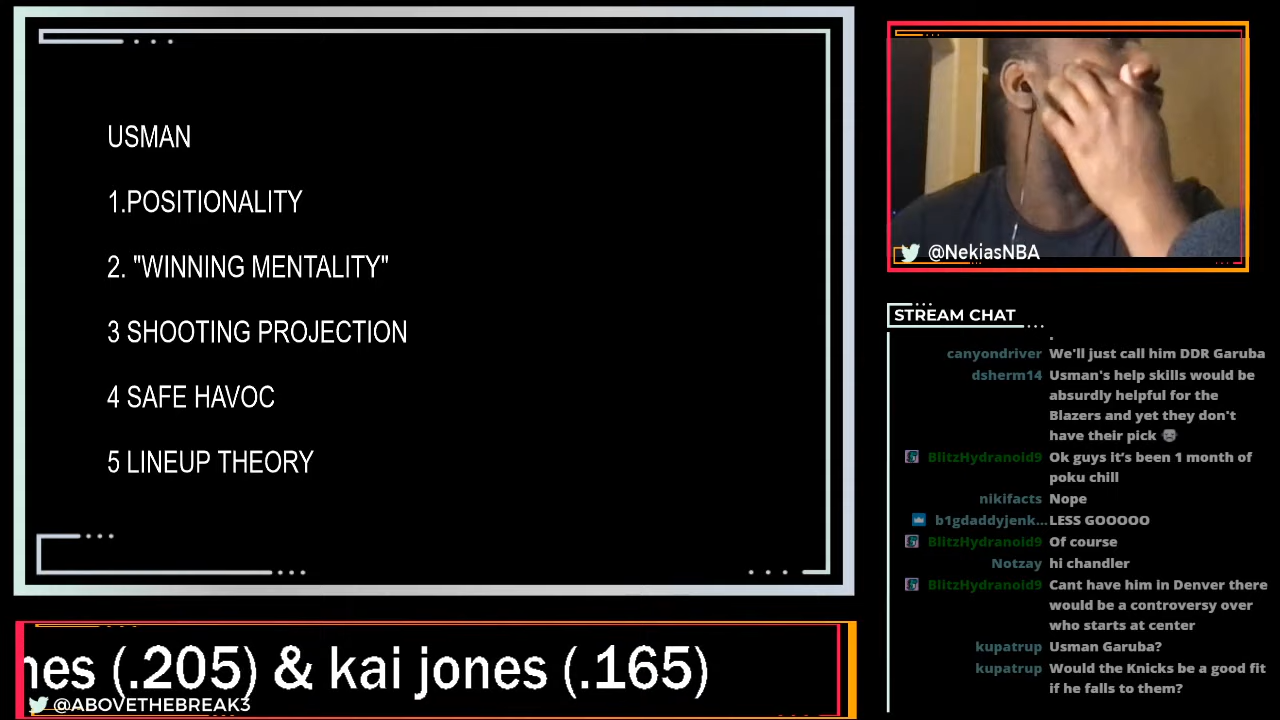 USMAN
1.POSITIONALITY
2. "WINNING MENTALITY"
3 SHOOTING PROJECTION
4 SAFE HAVOC
5 LINEUP THEORY
@NekiasNBA
STREAM CHAT
canyondriver We'll just call him DDR Garuba
dsherm14 Usman's help skills would be
absurdly helpful for the
Blazers and yet they don't
have their pick
BlitzHydranoid9 Ok guys it's been 1 month of
poku chill
nikifacts Nope
b1gdaddyjenk... LESS GOOOOO
BlitzHydranoid9 Of course
Notzay hi chandler
BlitzHydranoid9 Cant have him in Denver there
would be a controversy over
who starts at center
kupatrup Usman Garuba?
kupatrup Would the Knicks be a good fit
if he falls to them?
nes (.205) & kai jones (.165)
@ABOVETHEBREAK3